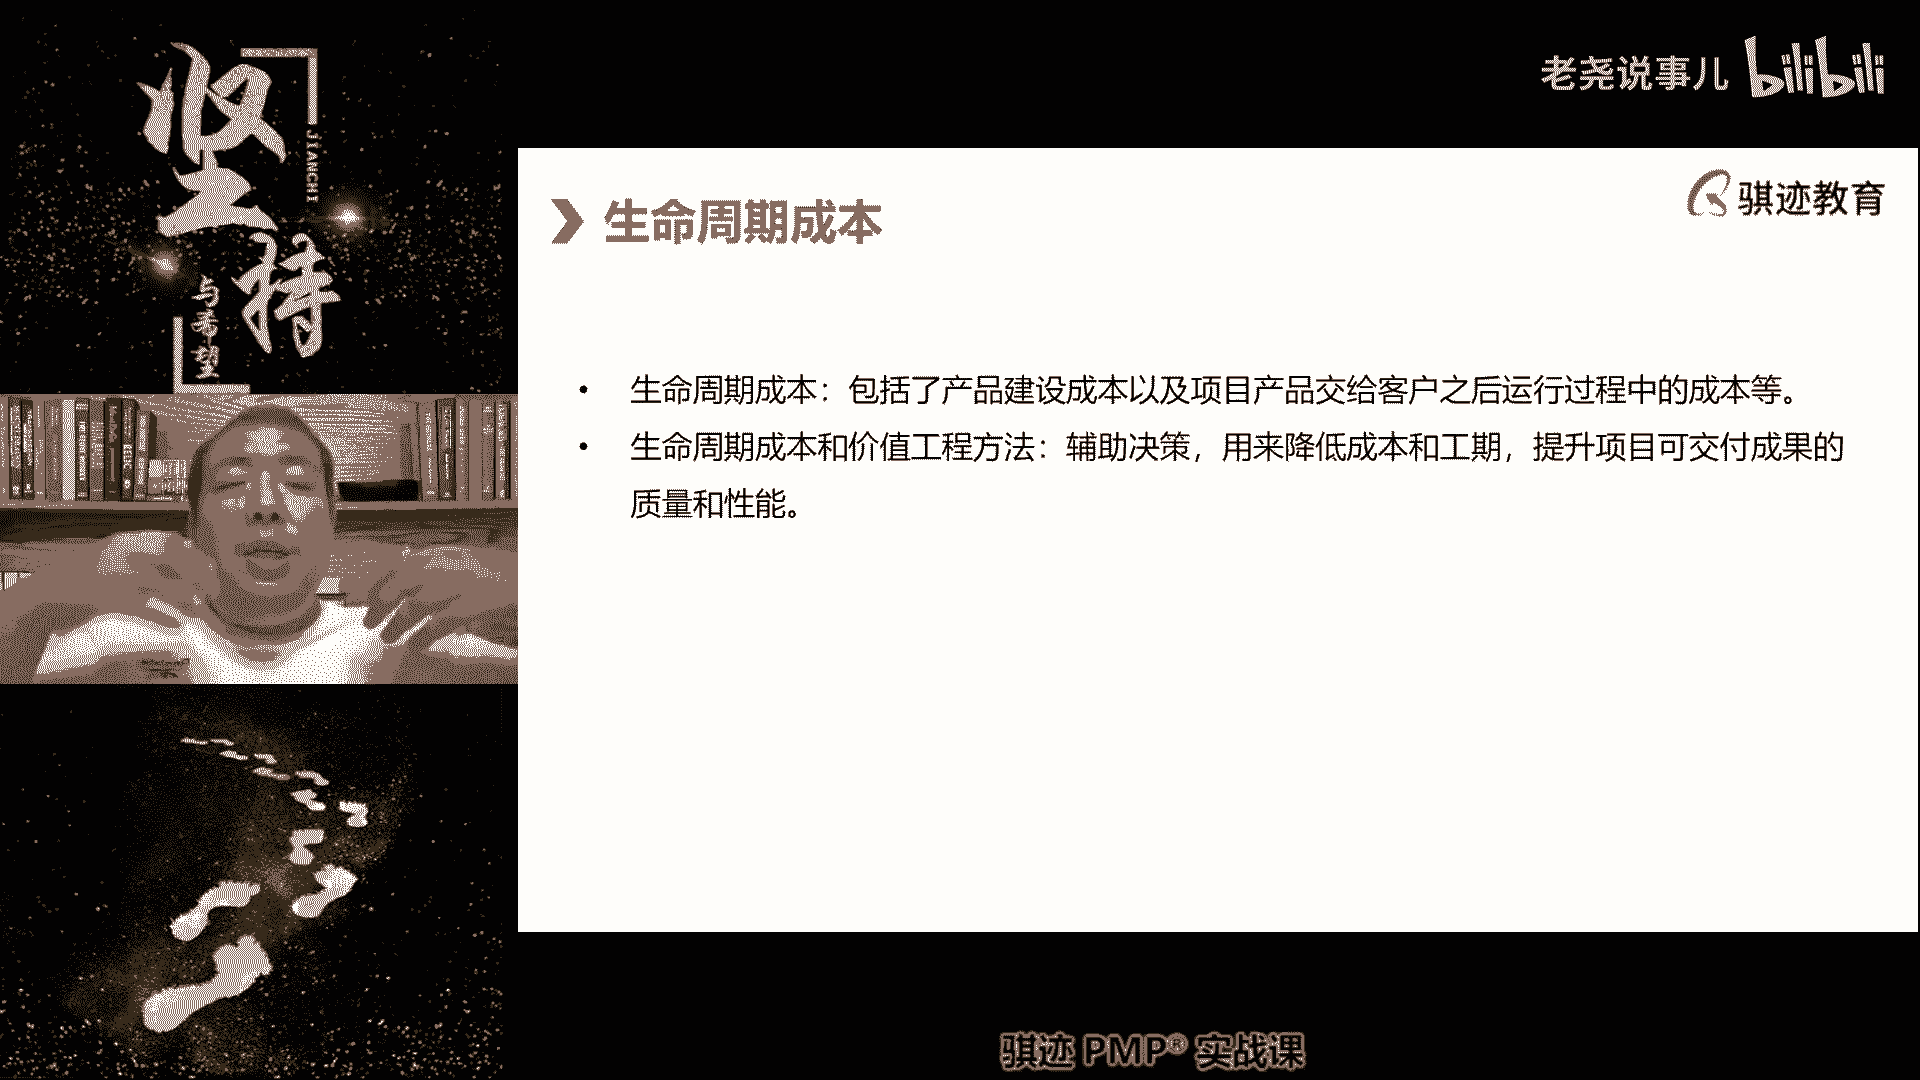 坚持
JIANCHI
与希望
老尧说事儿 bilibili
骐迹教育
生命周期成本
• 生命周期成本：包括了产品建设成本以及项目产品交给客户之后运行过程中的成本等。
• 生命周期成本和价值工程方法：辅助决策，用来降低成本和工期，提升项目可交付成果的
质量和性能。
骐迹 PMP® 实战课